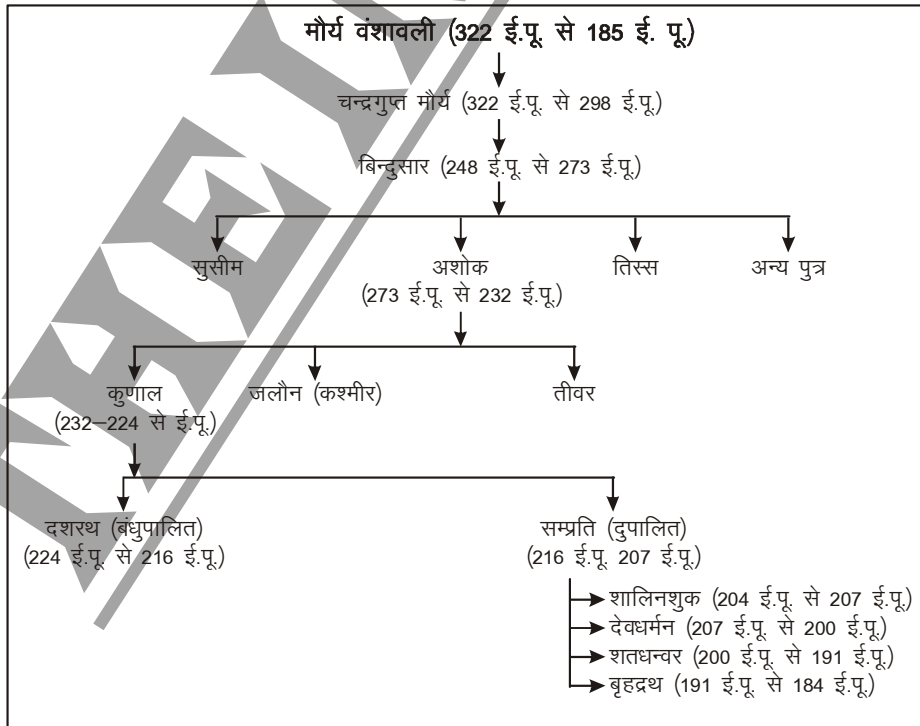 मौर्य वंशावली (322 ई.पू. से 185 ई. पू.)
चन्द्रगुप्त मौर्य (322 ई.पू. से 298 ई.पू.)
बिन्दुसार (248 ई.पू. से 273 ई.पू.)
सुसीम अशोक तिस्स अन्य पुत्र
(273 ई.पू. से 232 ई.पू.)
कुणाल जलौन (कश्मीर) तीवर
(232–224 से ई.पू.)
दशरथ (बंधुपालित) सम्प्रति (दुपालित)
(224 ई.पू. से 216 ई.पू.) (216 ई.पू. 207 ई.पू.)
शालिनशुक (204 ई.पू. से 207 ई.पू.)
देवधर्मन (207 ई.पू. से 200 ई.पू.)
शतधन्वर (200 ई.पू. से 191 ई.पू.)
बृहद्रथ (191 ई.पू. से 184 ई.पू.)